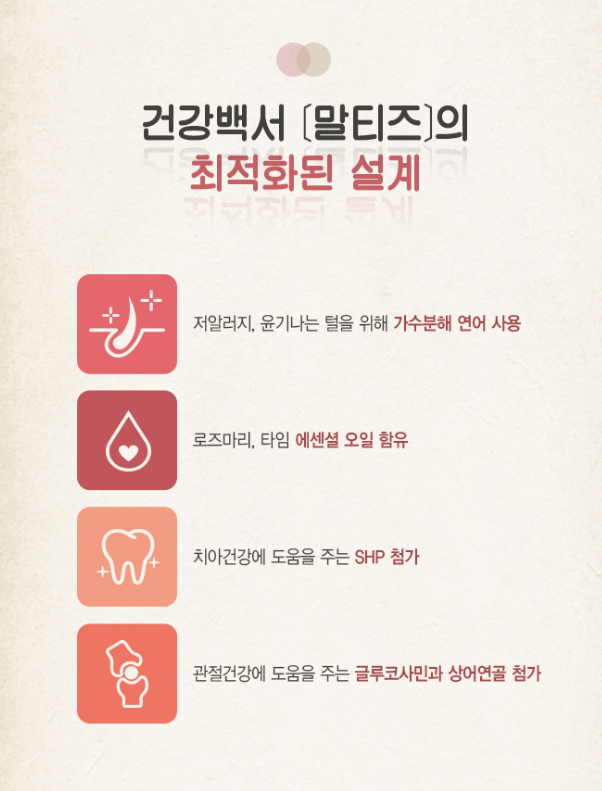 건강백서 [말티즈]의
최적화된 설계
저알러지, 윤기나는 털을 위해 가수분해 연어 사용
로즈마리, 타임 에센셜 오일 함유
치아건강에 도움을 주는 SHP 첨가
관절건강에 도움을 주는 글루코사민과 상어연골 첨가